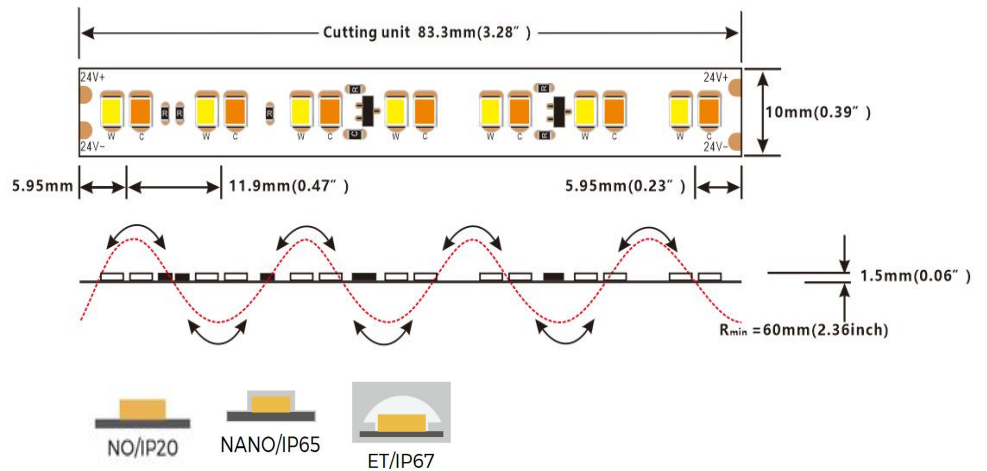 Cutting unit 83.3mm(3.28″ )
24V+ 24V+
R R R R C R R
W C W C W C W C W C W C W C
24V- 24V-
10mm(0.39″ )
5.95mm 11.9mm(0.47″ ) 5.95mm(0.23″ )
1.5mm(0.06″ )
Rmin =60mm(2.36inch)
NO/IP20 NANO/IP65 ET/IP67